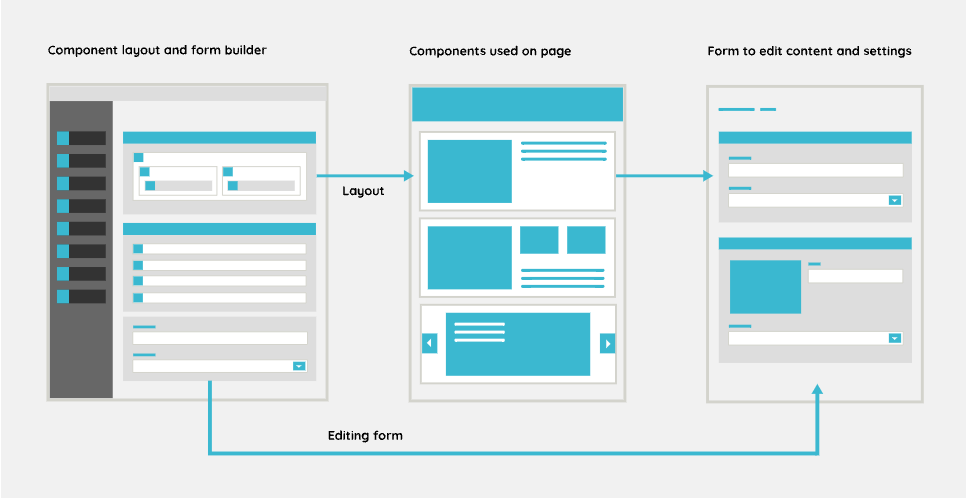 Component layout and form builder
Components used on page
Form to edit content and settings
Layout
Editing form